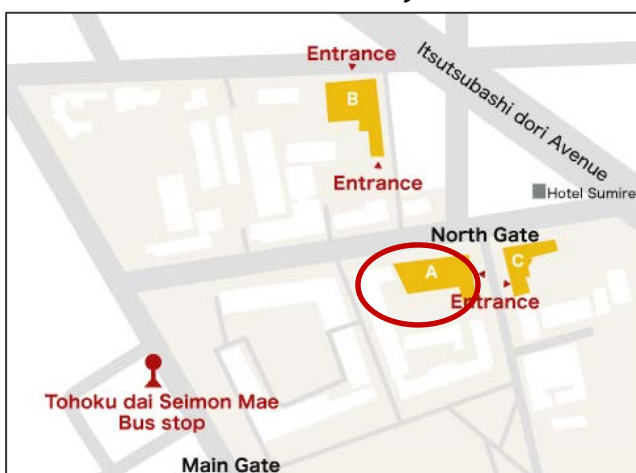 Entrance
B
Itsutsubashi dori Avenue
Entrance
Hotel Sumire
North Gate
A
C
Entrance
Tohoku dai Seimon Mae
Bus stop
Main Gate